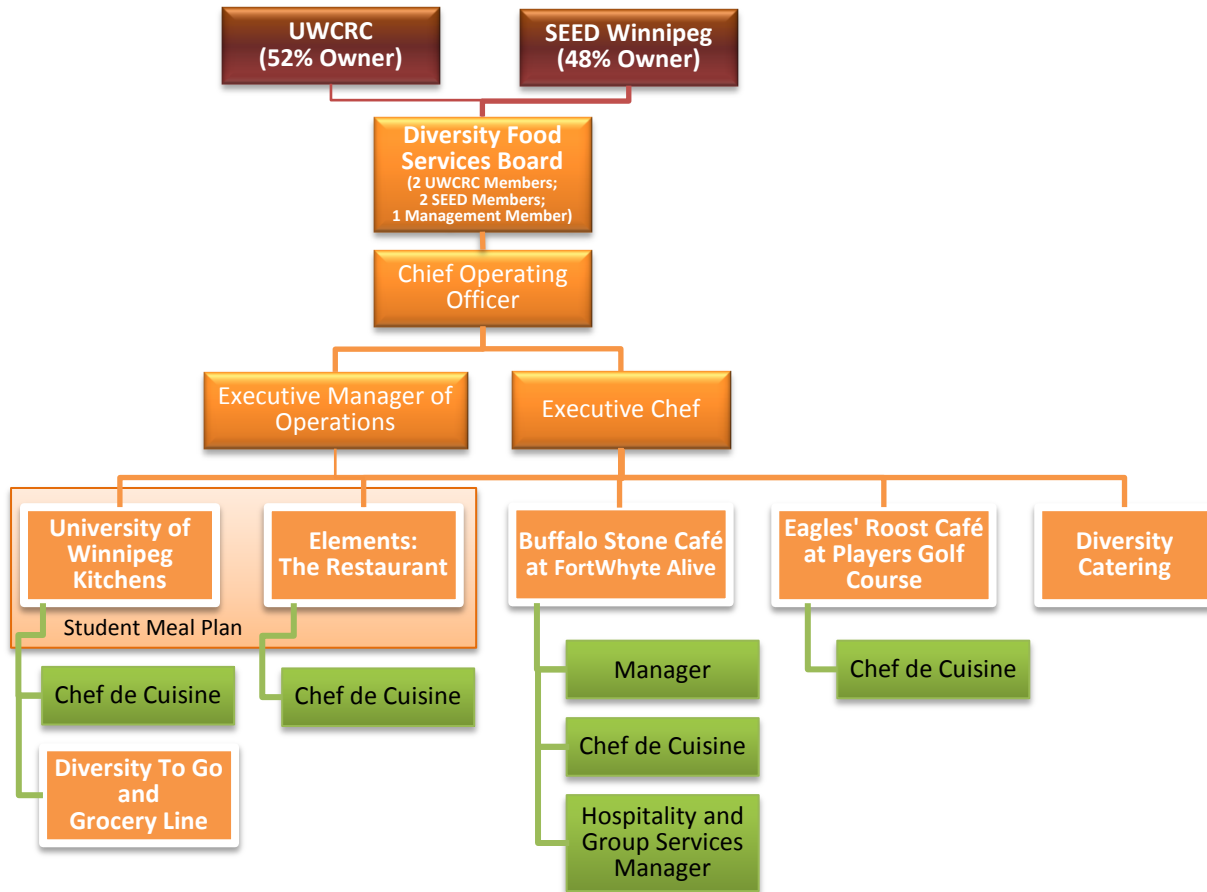 UWCRC
(52% Owner)
SEED Winnipeg
(48% Owner)
Diversity Food
Services Board
(2 UWCRC Members;
2 SEED Members;
1 Management Member)
Chief Operating
Officer
Executive Manager of
Operations
Executive Chef
University of
Winnipeg
Kitchens
Elements:
The Restaurant
Buffalo Stone Café
at FortWhyte Alive
Eagles' Roost Café
at Players Golf
Course
Diversity
Catering
Student Meal Plan
Chef de Cuisine
Diversity To Go
and
Grocery Line
Chef de Cuisine
Manager
Chef de Cuisine
Hospitality and
Group Services
Manager
Chef de Cuisine